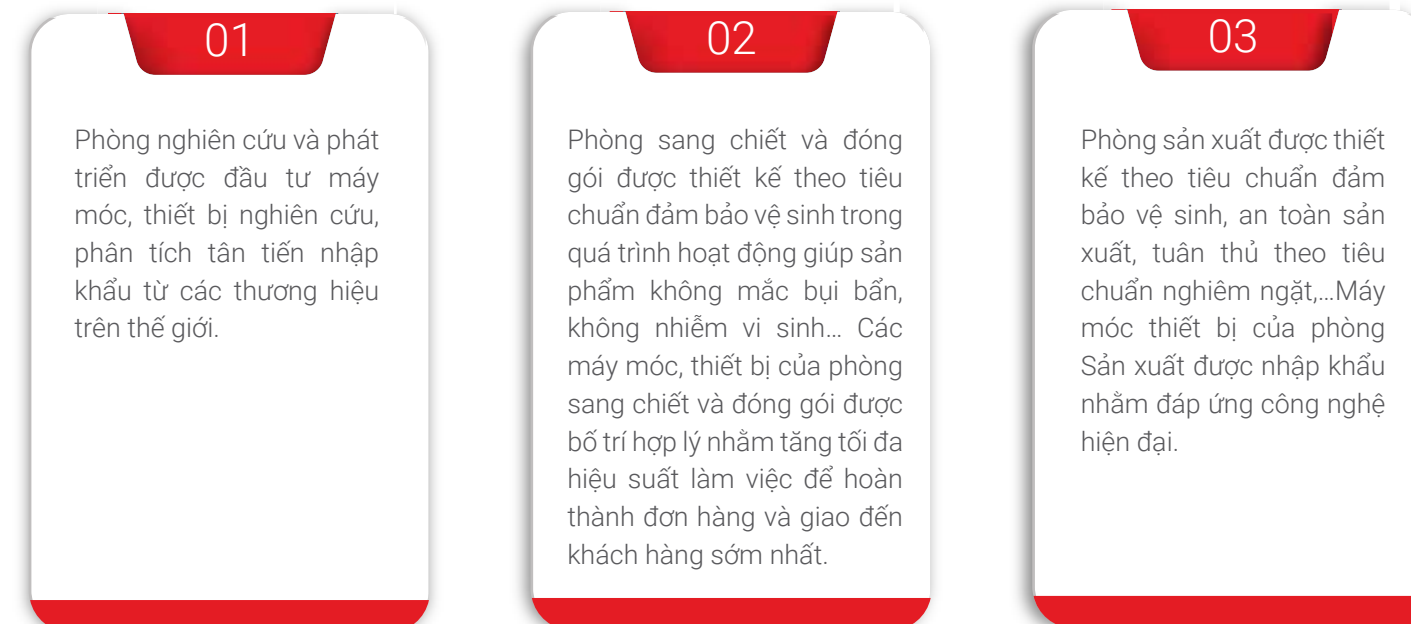 01
Phòng nghiên cứu và phát
triển được đầu tư máy
móc, thiết bị nghiên cứu,
phân tích tân tiến nhập
khẩu từ các thương hiệu
trên thế giới.
02
Phòng sang chiết và đóng
gói được thiết kế theo tiêu
chuẩn đảm bảo vệ sinh trong
quá trình hoạt động giúp sản
phẩm không mắc bụi bẩn,
không nhiễm vi sinh... Các
máy móc, thiết bị của phòng
sang chiết và đóng gói được
bố trí hợp lý nhằm tăng tối đa
hiệu suất làm việc để hoàn
thành đơn hàng và giao đến
khách hàng sớm nhất.
03
Phòng sản xuất được thiết
kế theo tiêu chuẩn đảm
bảo vệ sinh, an toàn sản
xuất, tuân thủ theo tiêu
chuẩn nghiêm ngặt,...Máy
móc thiết bị của phòng
Sản xuất được nhập khẩu
nhằm đáp ứng công nghệ
hiện đại.